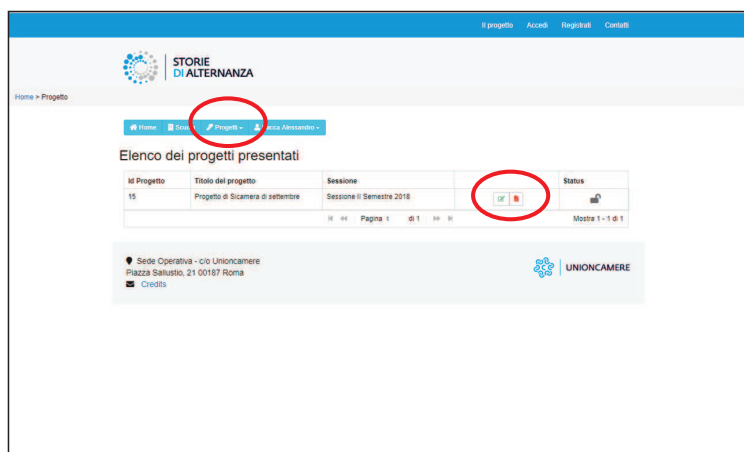 Il progetto Accedi Registrati Contatti
STORIE
DI ALTERNANZA
Home > Progetto
Home Progetti Alessandro
Elenco dei progetti presentati
Id Progetto Titolo del progetto Sessione Status
15 Progetto di Sicamera di settembre Sessione II Semestre 2018
Pagina 1 di 1 Mostra 1 - 1 di 1
Sede Operativa - c/o Unioncamere
Piazza Sallustio, 21 00187 Roma
Credits
UNIONCAMERE